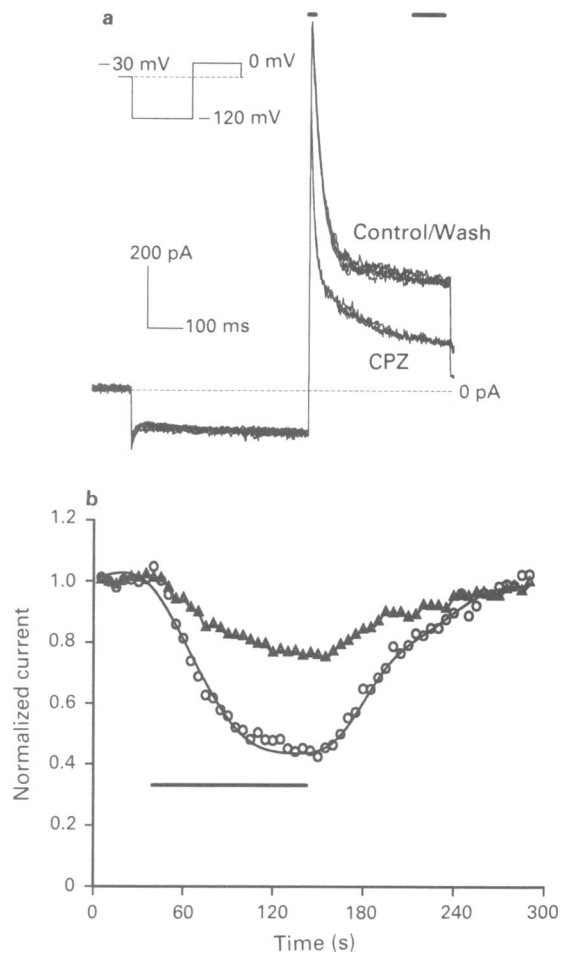 a
−30 mV
0 mV
−120 mV
200 pA
100 ms
Control/Wash
CPZ
0 pA
b
1.2
1.0
0.8
0.6
0.4
0.2
0
Normalized current
0
60
120
180
240
300
Time (s)